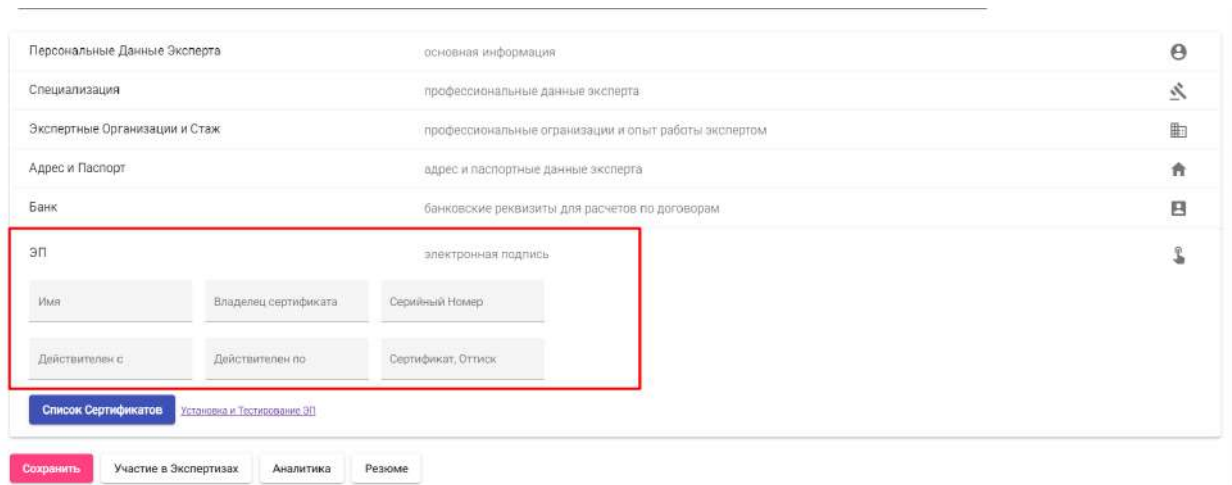 Персональные Данные Эксперта основная информация
Специализация профессиональные данные эксперта
Экспертные Организации и Стаж профессиональные огранизации и опыт работы экспертом
Адрес и Паспорт адрес и паспортные данные эксперта
Банк банковские реквизиты для расчетов по договорам
ЭП электронная подпись
Имя Владелец сертификата Серийный Номер
Действителен с Действителен по Сертификат, Оттиск
Список Сертификатов Установка и Тестирование ЭП
Сохранить Участие в Экспертизах Аналитика Резюме